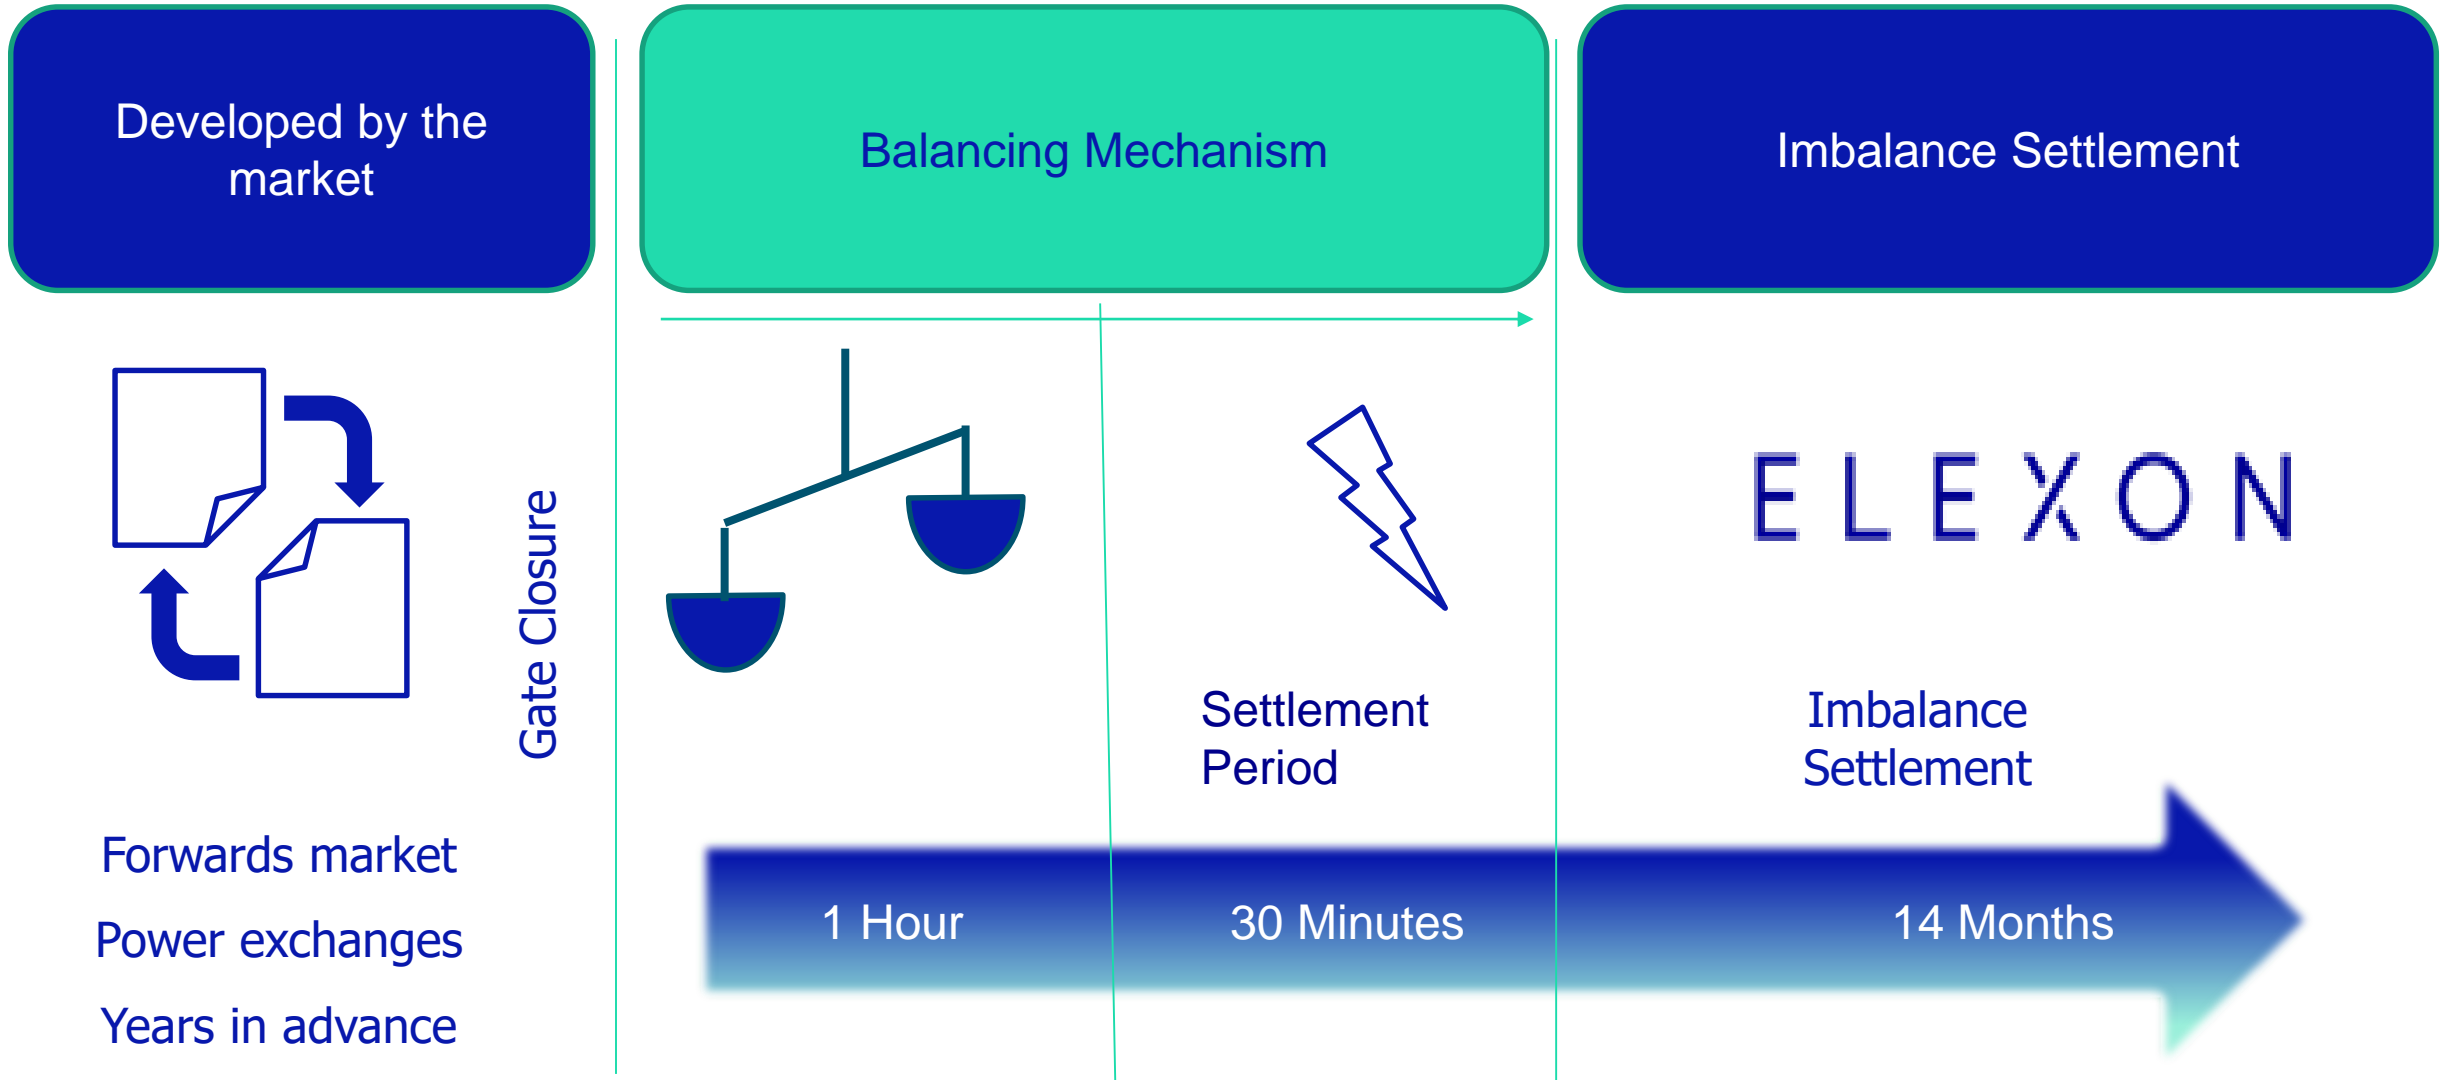 Developed by the
market
Balancing Mechanism
Imbalance Settlement
Gate Closure
ELEXON
Settlement
Period
Imbalance
Settlement
Forwards market
Power exchanges
Years in advance
1 Hour
30 Minutes
14 Months